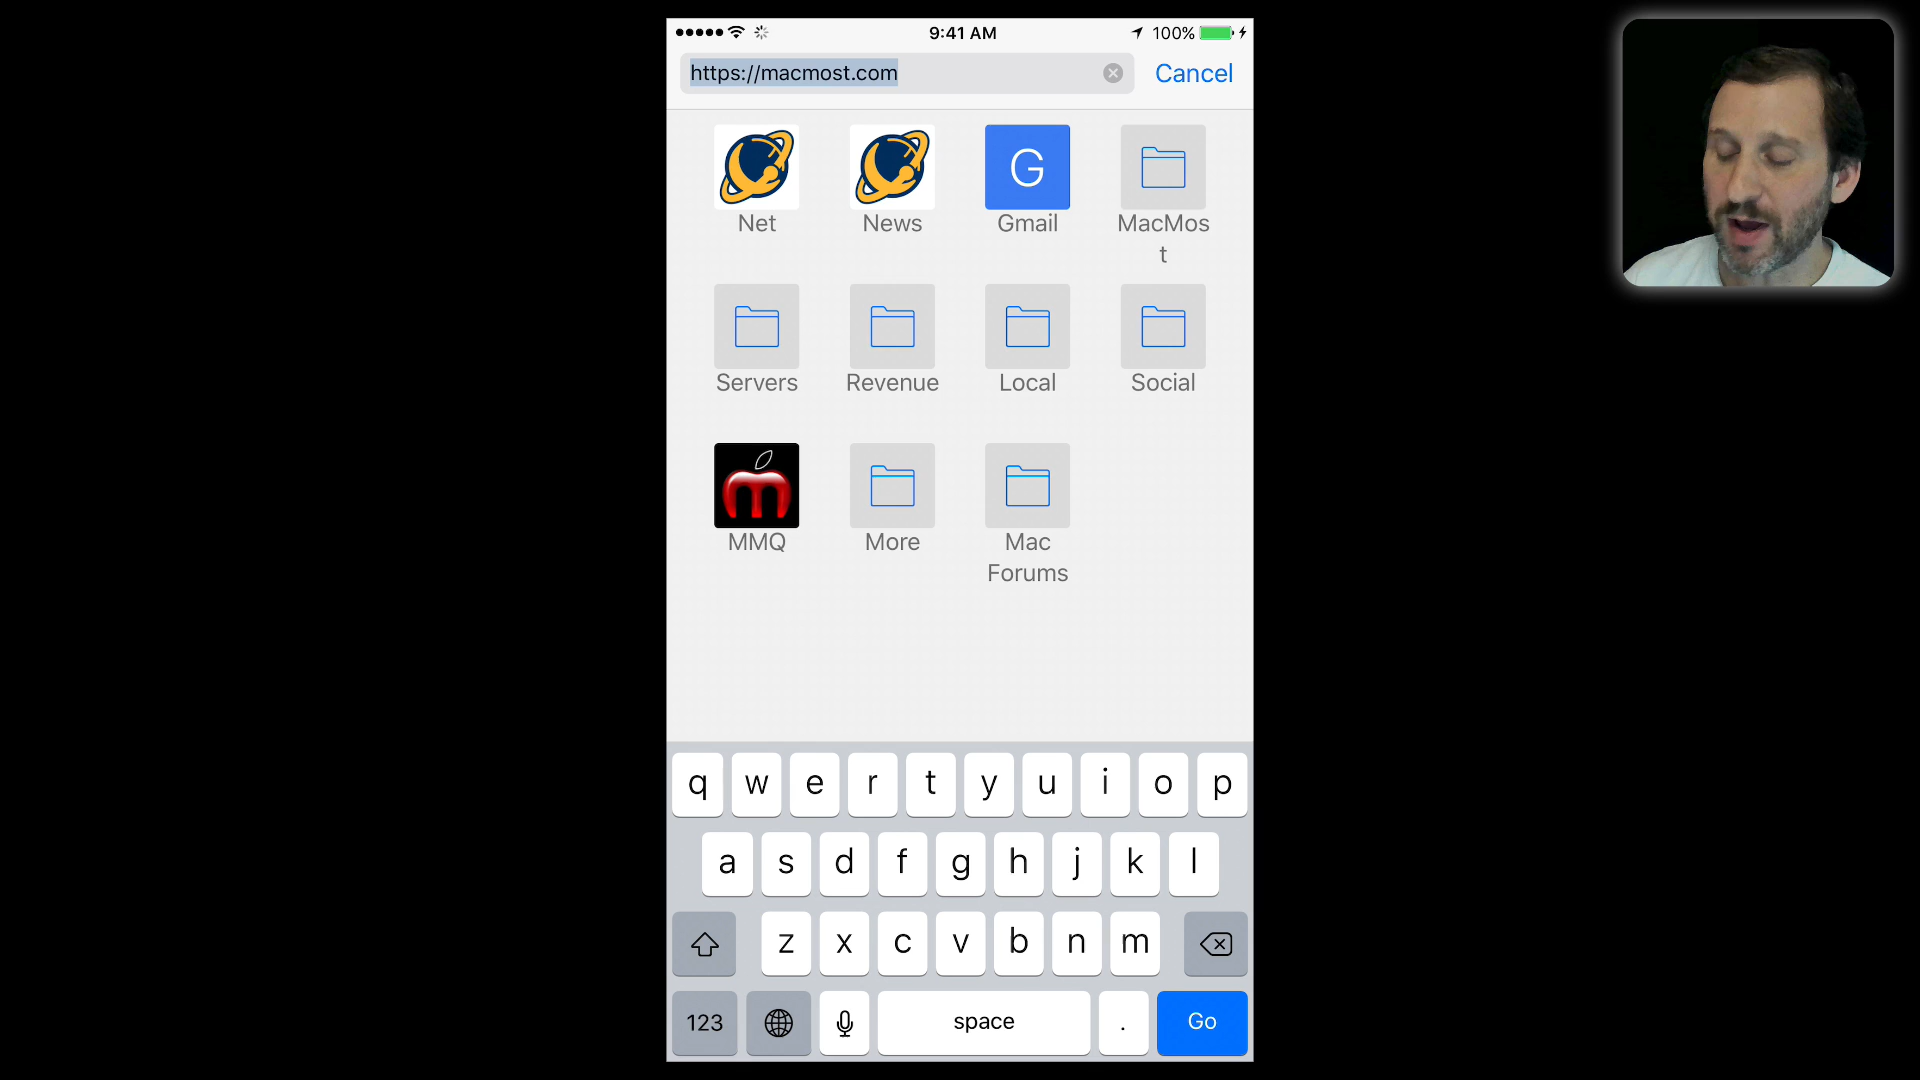 9:41 AM
100%
https://macmost.com
Cancel
G
Net
News
Gmail
MacMos
t
Servers
Revenue
Local
Social
m
MMQ
More
Mac
Forums
q w e r t y u i o p
a s d f g h j k l
z x c v b n m
123
space
.
Go